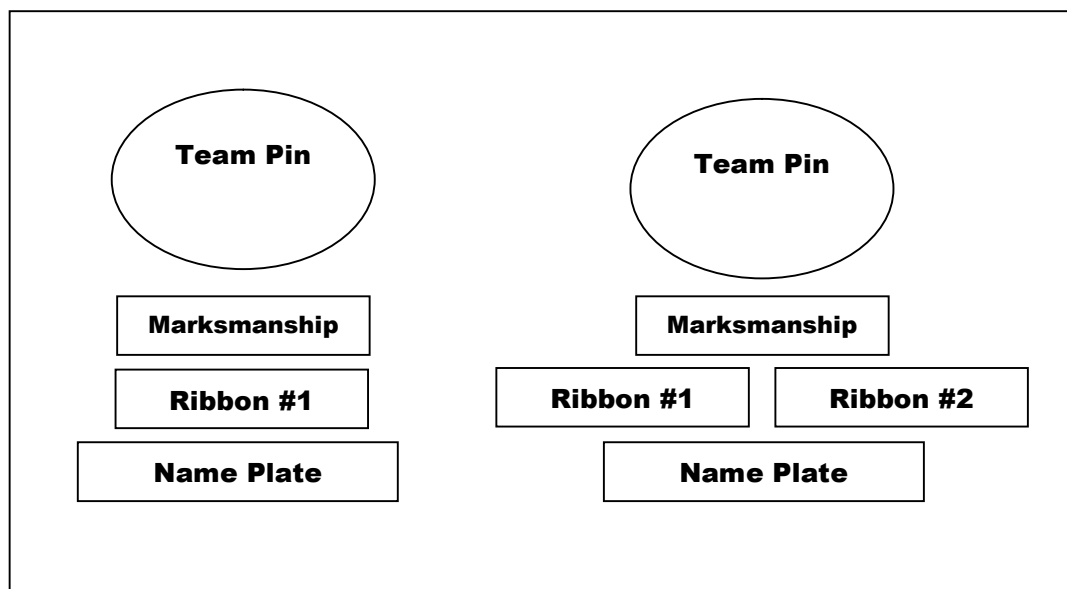 Team Pin
Marksmanship
Ribbon #1
Name Plate
Team Pin
Marksmanship
Ribbon #1 Ribbon #2
Name Plate